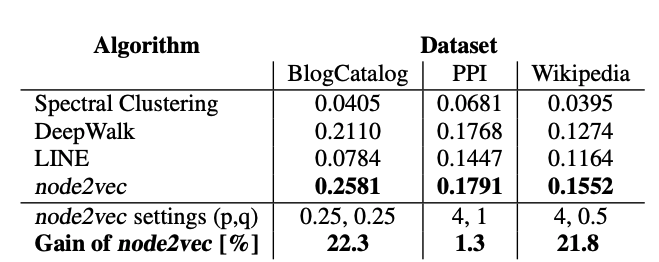 Algorithm Dataset
BlogCatalog PPI Wikipedia
Spectral Clustering 0.0405 0.0681 0.0395
DeepWalk 0.2110 0.1768 0.1274
LINE 0.0784 0.1447 0.1164
node2vec 0.2581 0.1791 0.1552
node2vec settings (p,q) 0.25, 0.25 4, 1 4, 0.5
Gain of node2vec [%] 22.3 1.3 21.8